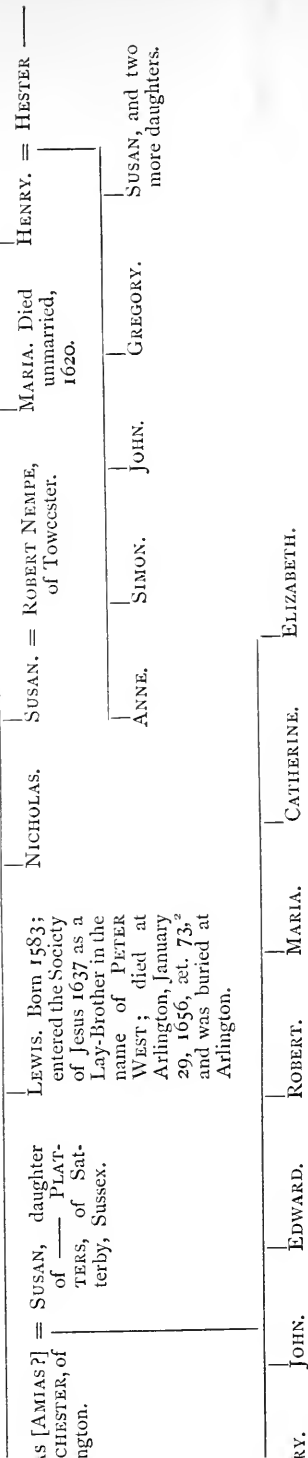 AS [AMIAS?] = SUSAN, daughter
CHESTER, of
ngton.
of —— PLAT-
TERS, of Sat-
terby, Sussex.
LEWIS. Born 1583;
entered the Society
of Jesus 1637 as a
Lay-Brother in the
name of PETER
WEST; died at
Arlington, January
29, 1656, æt. 73,²
and was buried at
Arlington.
NICHOLAS.
SUSAN. = ROBERT NEMPE,
of Towcester.
MARIA. Died
unmarried,
1620.
HENRY. = HESTER ——
ANNE.
SIMON.
JOHN.
GREGORY.
SUSAN, and two
more daughters.
RY.
JOHN.
EDWARD.
ROBERT.
MARIA.
CATHERINE.
ELIZABETH.